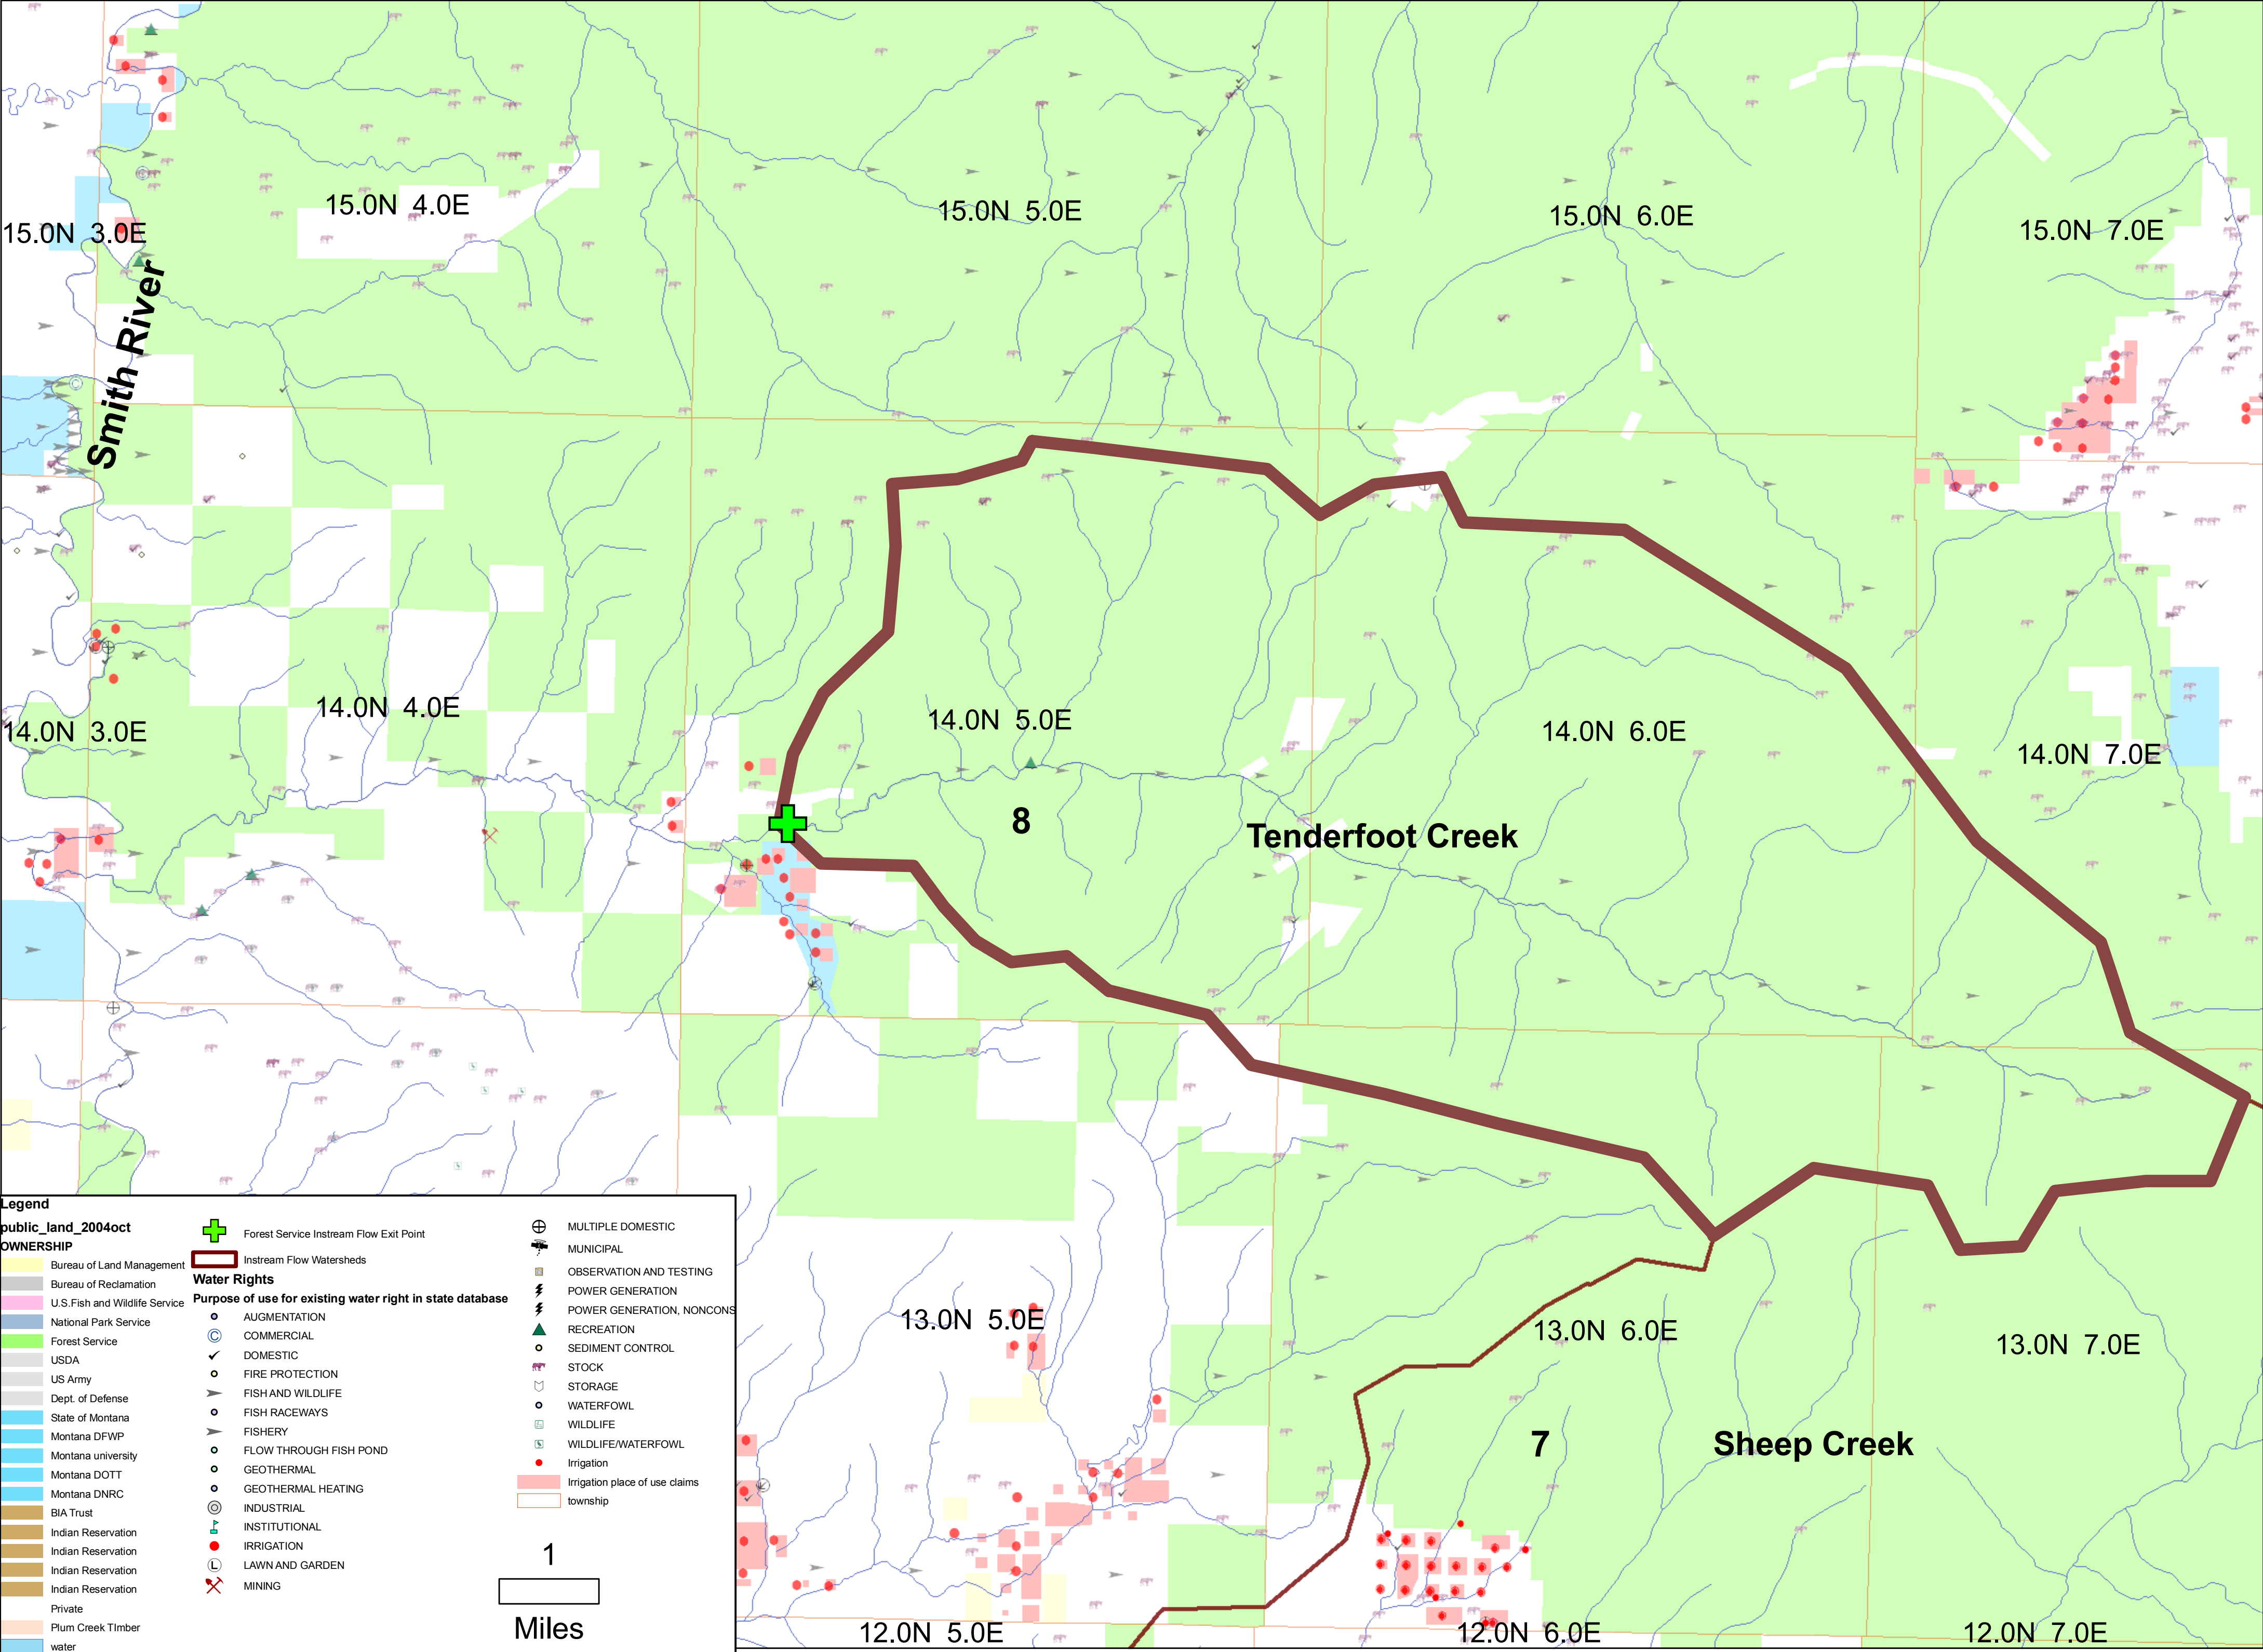 15.0N 3.0E
15.0N 4.0E
15.0N 5.0E
15.0N 6.0E
15.0N 7.0E
Smith River
14.0N 3.0E
14.0N 4.0E
14.0N 5.0E
14.0N 6.0E
14.0N 7.0E
8
Tenderfoot Creek
13.0N 5.0E
13.0N 6.0E
13.0N 7.0E
7
Sheep Creek
12.0N 5.0E
12.0N 6.0E
12.0N 7.0E
Legend
public_land_2004oct
OWNERSHIP
Bureau of Land Management
Bureau of Reclamation
U.S.Fish and Wildlife Service
National Park Service
Forest Service
USDA
US Army
Dept. of Defense
State of Montana
Montana DFWP
Montana university
Montana DOTT
Montana DNRC
BIA Trust
Indian Reservation
Indian Reservation
Indian Reservation
Indian Reservation
Private
Plum Creek TImber
water
Forest Service Instream Flow Exit Point
Instream Flow Watersheds
Water Rights
Purpose of use for existing water right in state database
AUGMENTATION
COMMERCIAL
DOMESTIC
FIRE PROTECTION
FISH AND WILDLIFE
FISH RACEWAYS
FISHERY
FLOW THROUGH FISH POND
GEOTHERMAL
GEOTHERMAL HEATING
INDUSTRIAL
INSTITUTIONAL
IRRIGATION
LAWN AND GARDEN
MINING
MULTIPLE DOMESTIC
MUNICIPAL
OBSERVATION AND TESTING
POWER GENERATION
POWER GENERATION, NONCONS
RECREATION
SEDIMENT CONTROL
STOCK
STORAGE
WATERFOWL
WILDLIFE
WILDLIFE/WATERFOWL
Irrigation
Irrigation place of use claims
township
1
Miles